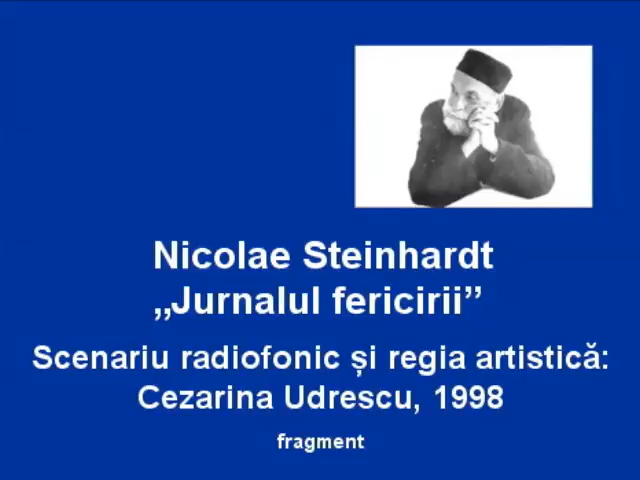 Nicolae Steinhardt
„Jurnalul fericirii”
Scenariu radiofonic și regia artistică:
Cezarina Udrescu, 1998
fragment